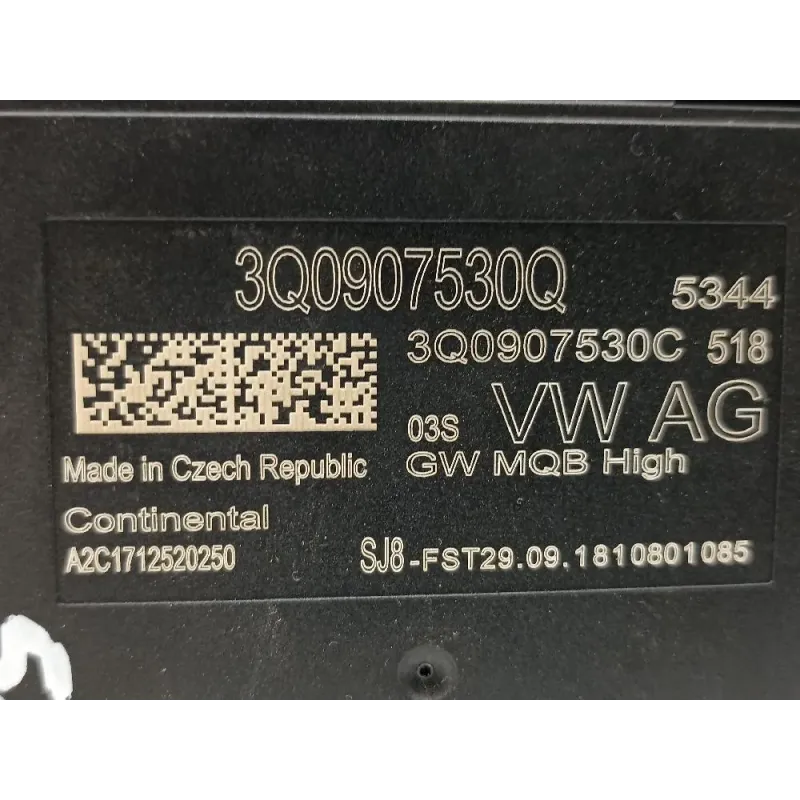 3Q0907530Q 5344
3Q0907530C 518
03S VW AG
Made in Czech Republic GW MQB High
Continental
A2C1712520250 SJ8-FST29.09.1810801085